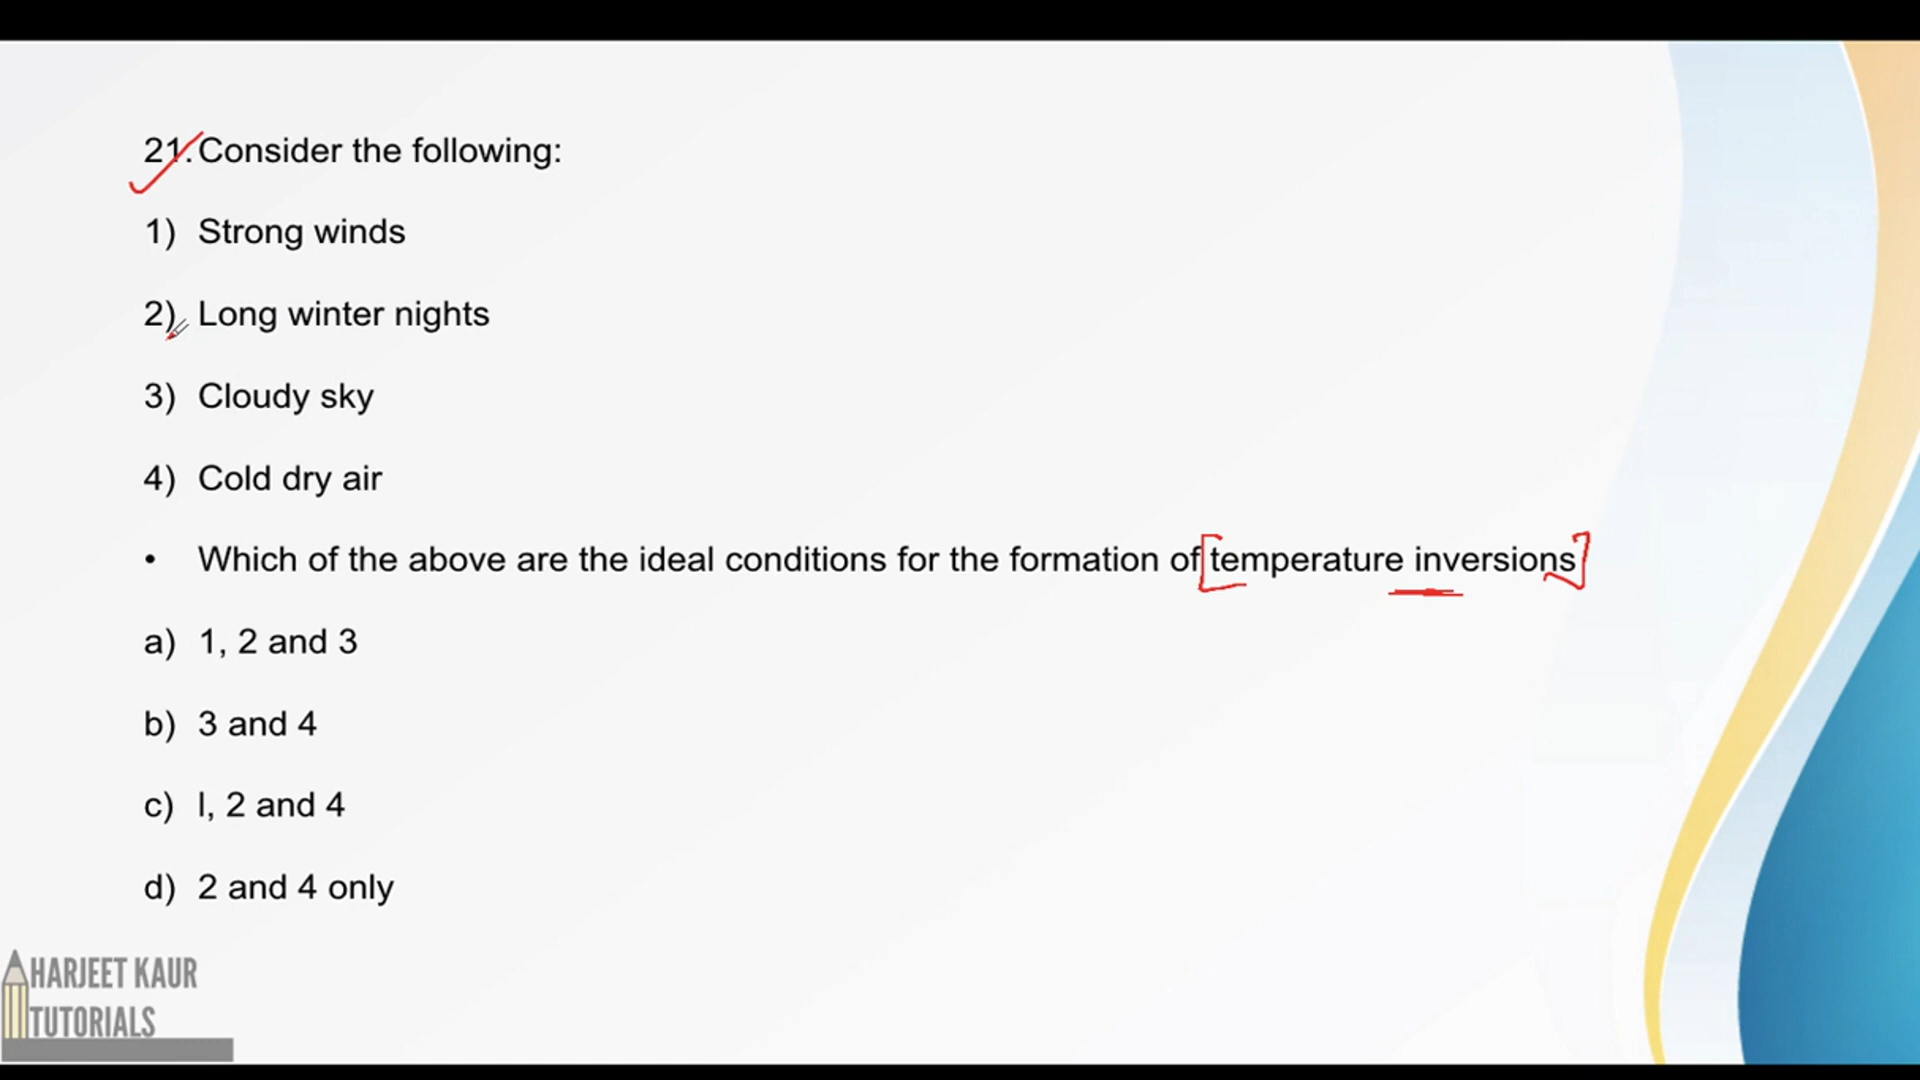 21. Consider the following:
1) Strong winds
2) Long winter nights
3) Cloudy sky
4) Cold dry air
• Which of the above are the ideal conditions for the formation of temperature inversions
a) 1, 2 and 3
b) 3 and 4
c) l, 2 and 4
d) 2 and 4 only
HARJEET KAUR
TUTORIALS